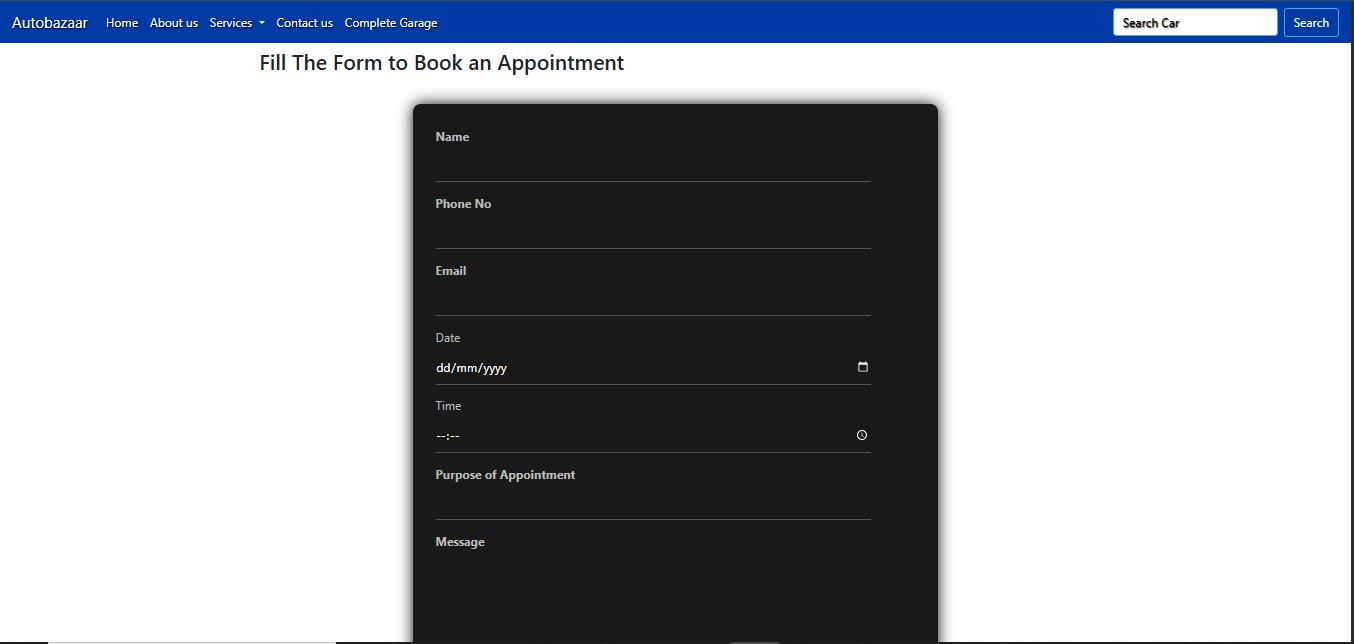 Autobazaar Home About us Services Contact us Complete Garage Search Car Search
Fill The Form to Book an Appointment
Name
Phone No
Email
Date
dd/mm/yyyy
Time
--:--
Purpose of Appointment
Message